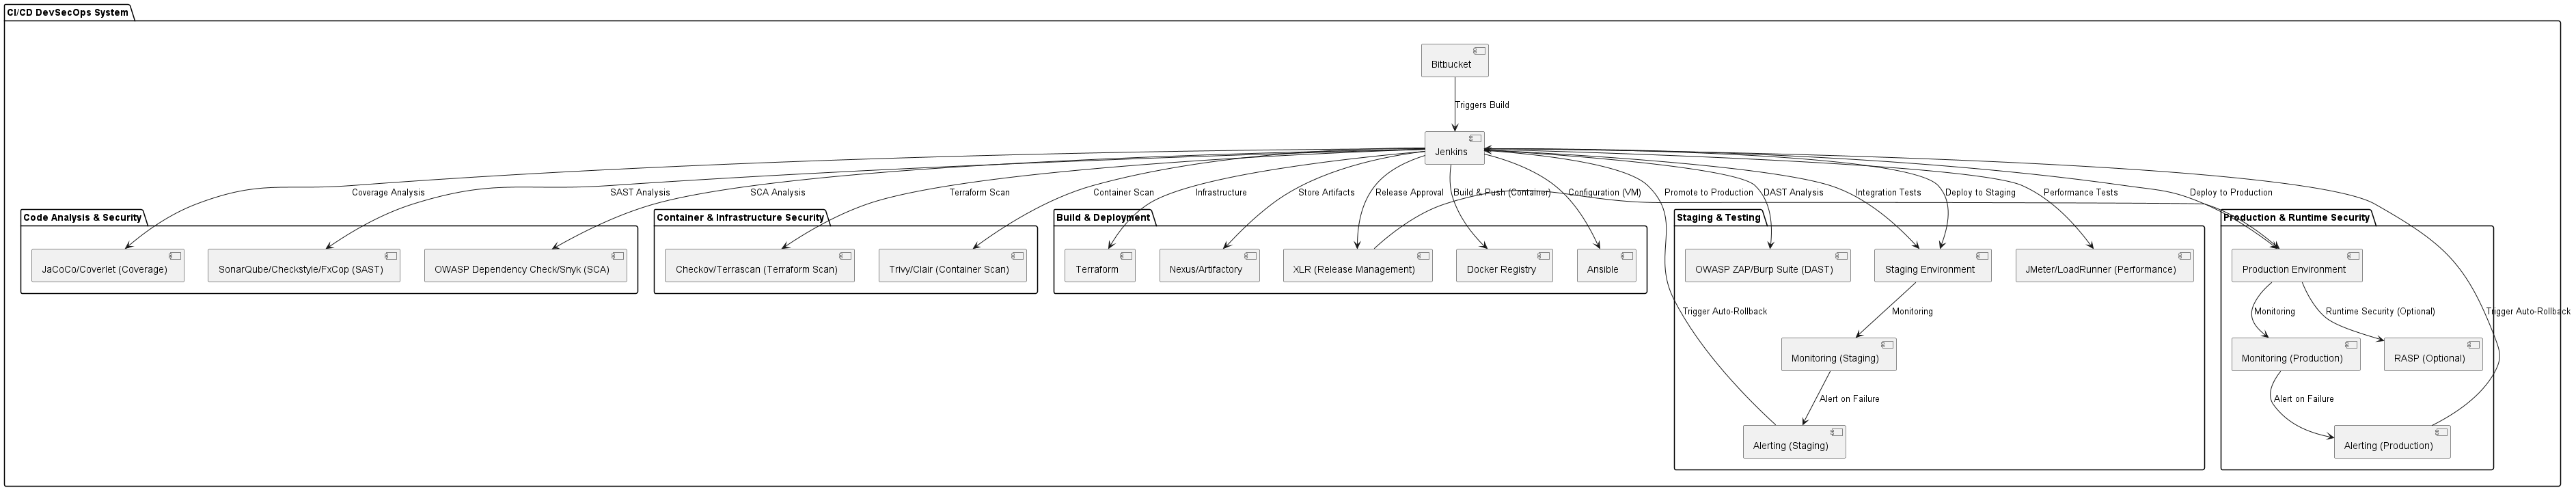 CI/CD DevSecOps System
Bitbucket
Triggers Build
Jenkins
Coverage Analysis
SAST Analysis
SCA Analysis
Terraform Scan
Container Scan
Infrastructure
Store Artifacts
Release Approval
Build & Push (Container)
Configuration (VM)
Promote to Production
DAST Analysis
Integration Tests
Deploy to Staging
Performance Tests
Deploy to Production
Code Analysis & Security
Container & Infrastructure Security
Build & Deployment
Staging & Testing
Production & Runtime Security
JaCoCo/Coverlet (Coverage)
SonarQube/Checkstyle/FxCop (SAST)
OWASP Dependency Check/Snyk (SCA)
Checkov/Terrascan (Terraform Scan)
Trivy/Clair (Container Scan)
Terraform
Nexus/Artifactory
XLR (Release Management)
Docker Registry
Ansible
OWASP ZAP/Burp Suite (DAST)
Staging Environment
JMeter/LoadRunner (Performance)
Production Environment
Trigger Auto-Rollback
Monitoring
Monitoring
Runtime Security (Optional)
Trigger Auto-Rollback
Monitoring (Staging)
Monitoring (Production)
RASP (Optional)
Alert on Failure
Alert on Failure
Alerting (Staging)
Alerting (Production)